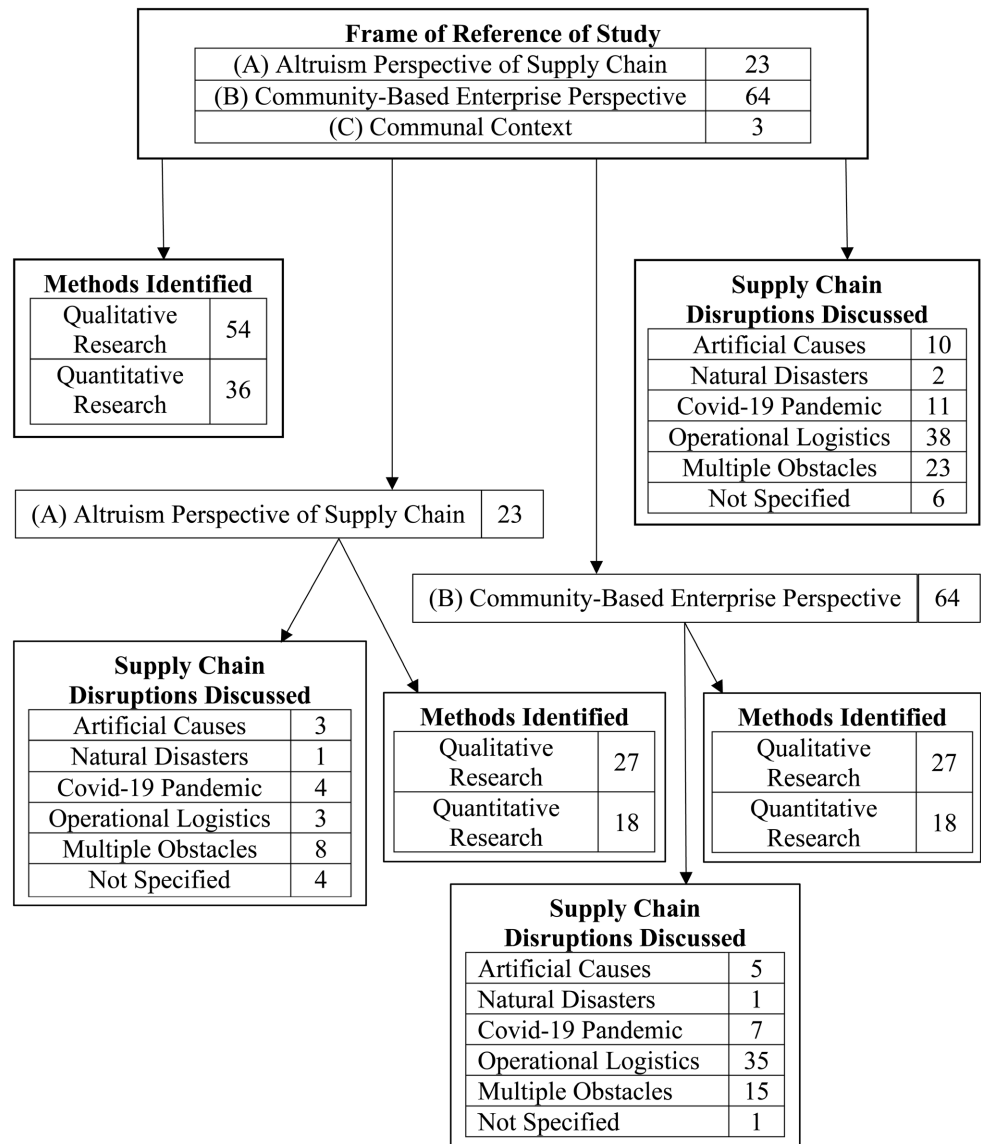 Frame of Reference of Study
(A) Altruism Perspective of Supply Chain 23
(B) Community-Based Enterprise Perspective 64
(C) Communal Context 3
Methods Identified
Qualitative
Research 54
Quantitative
Research 36
Supply Chain
Disruptions Discussed
Artificial Causes 10
Natural Disasters 2
Covid-19 Pandemic 11
Operational Logistics 38
Multiple Obstacles 23
Not Specified 6
(A) Altruism Perspective of Supply Chain 23
(B) Community-Based Enterprise Perspective 64
Supply Chain
Disruptions Discussed
Artificial Causes 3
Natural Disasters 1
Covid-19 Pandemic 4
Operational Logistics 3
Multiple Obstacles 8
Not Specified 4
Methods Identified
Qualitative
Research 27
Quantitative
Research 18
Methods Identified
Qualitative
Research 27
Quantitative
Research 18
Supply Chain
Disruptions Discussed
Artificial Causes 5
Natural Disasters 1
Covid-19 Pandemic 7
Operational Logistics 35
Multiple Obstacles 15
Not Specified 1